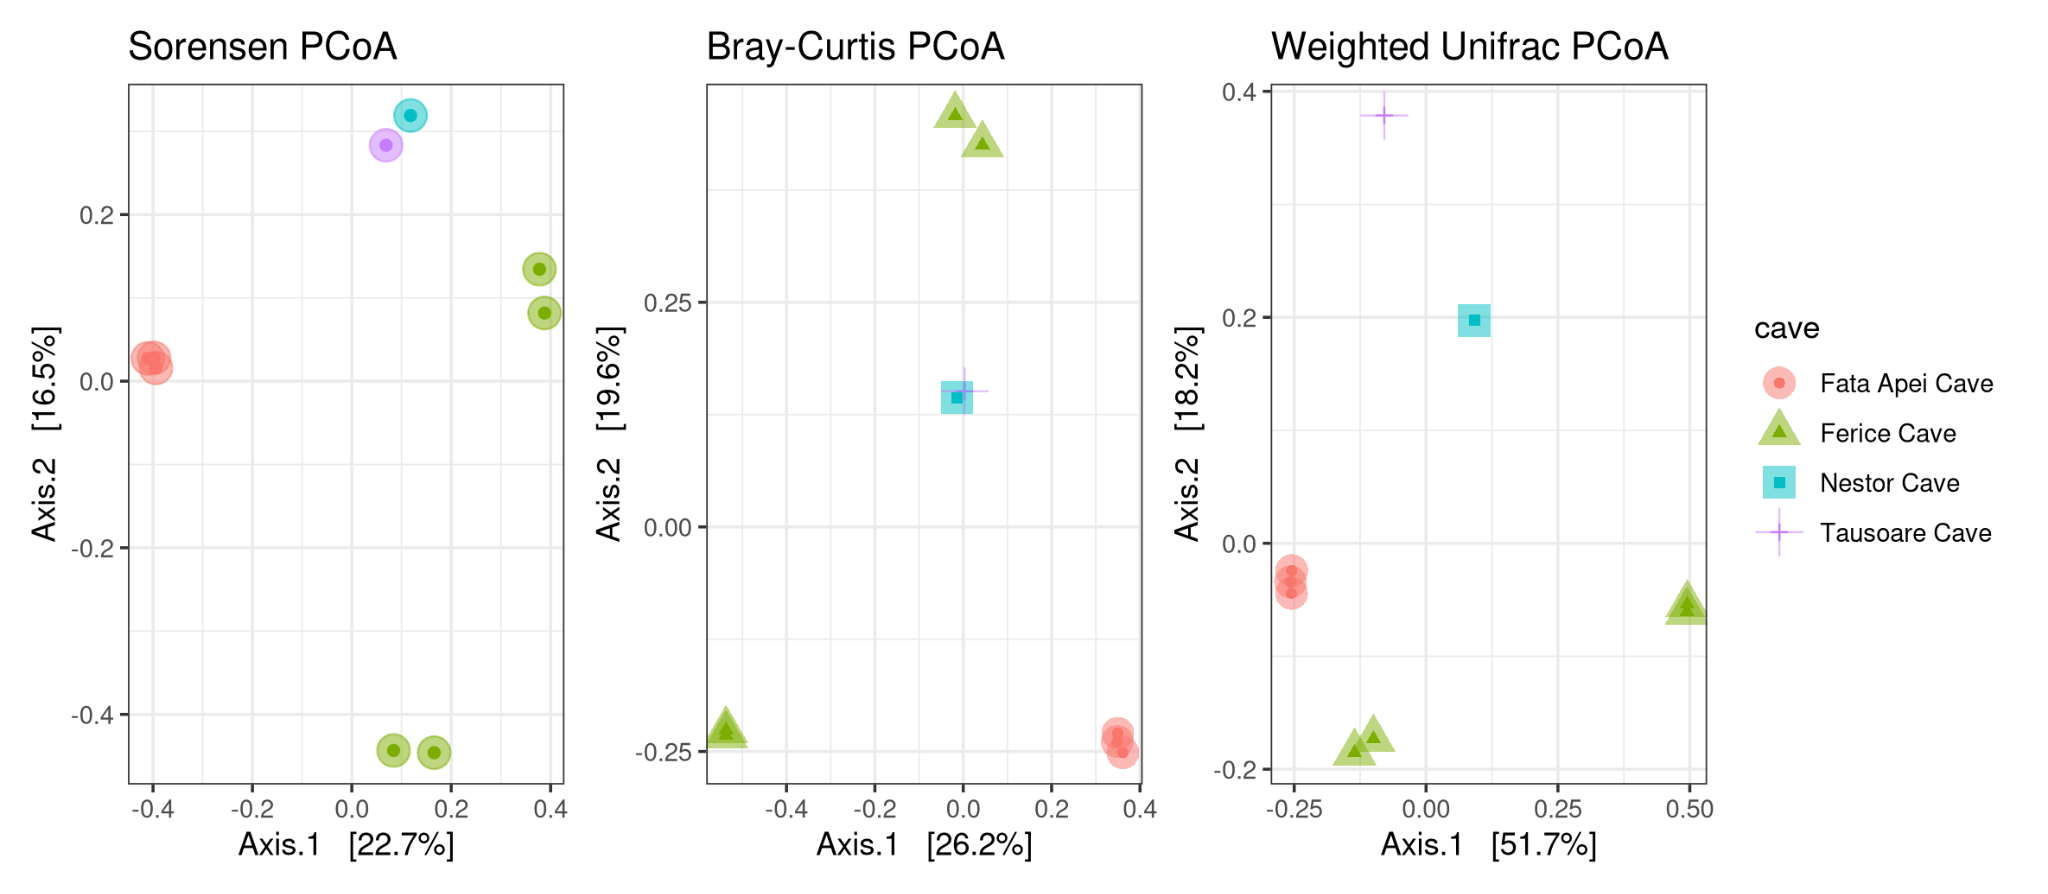 Sorensen PCoA
Axis.2 [16.5%]
0.2
0.0
-0.2
-0.4
-0.4 -0.2 0.0 0.2 0.4
Axis.1 [22.7%]
Bray-Curtis PCoA
Axis.2 [19.6%]
0.25
0.00
-0.25
-0.4 -0.2 0.0 0.2 0.4
Axis.1 [26.2%]
Weighted Unifrac PCoA
Axis.2 [18.2%]
0.4
0.2
0.0
-0.2
-0.25 0.00 0.25 0.50
Axis.1 [51.7%]
cave
Fata Apei Cave
Ferice Cave
Nestor Cave
Tausoare Cave